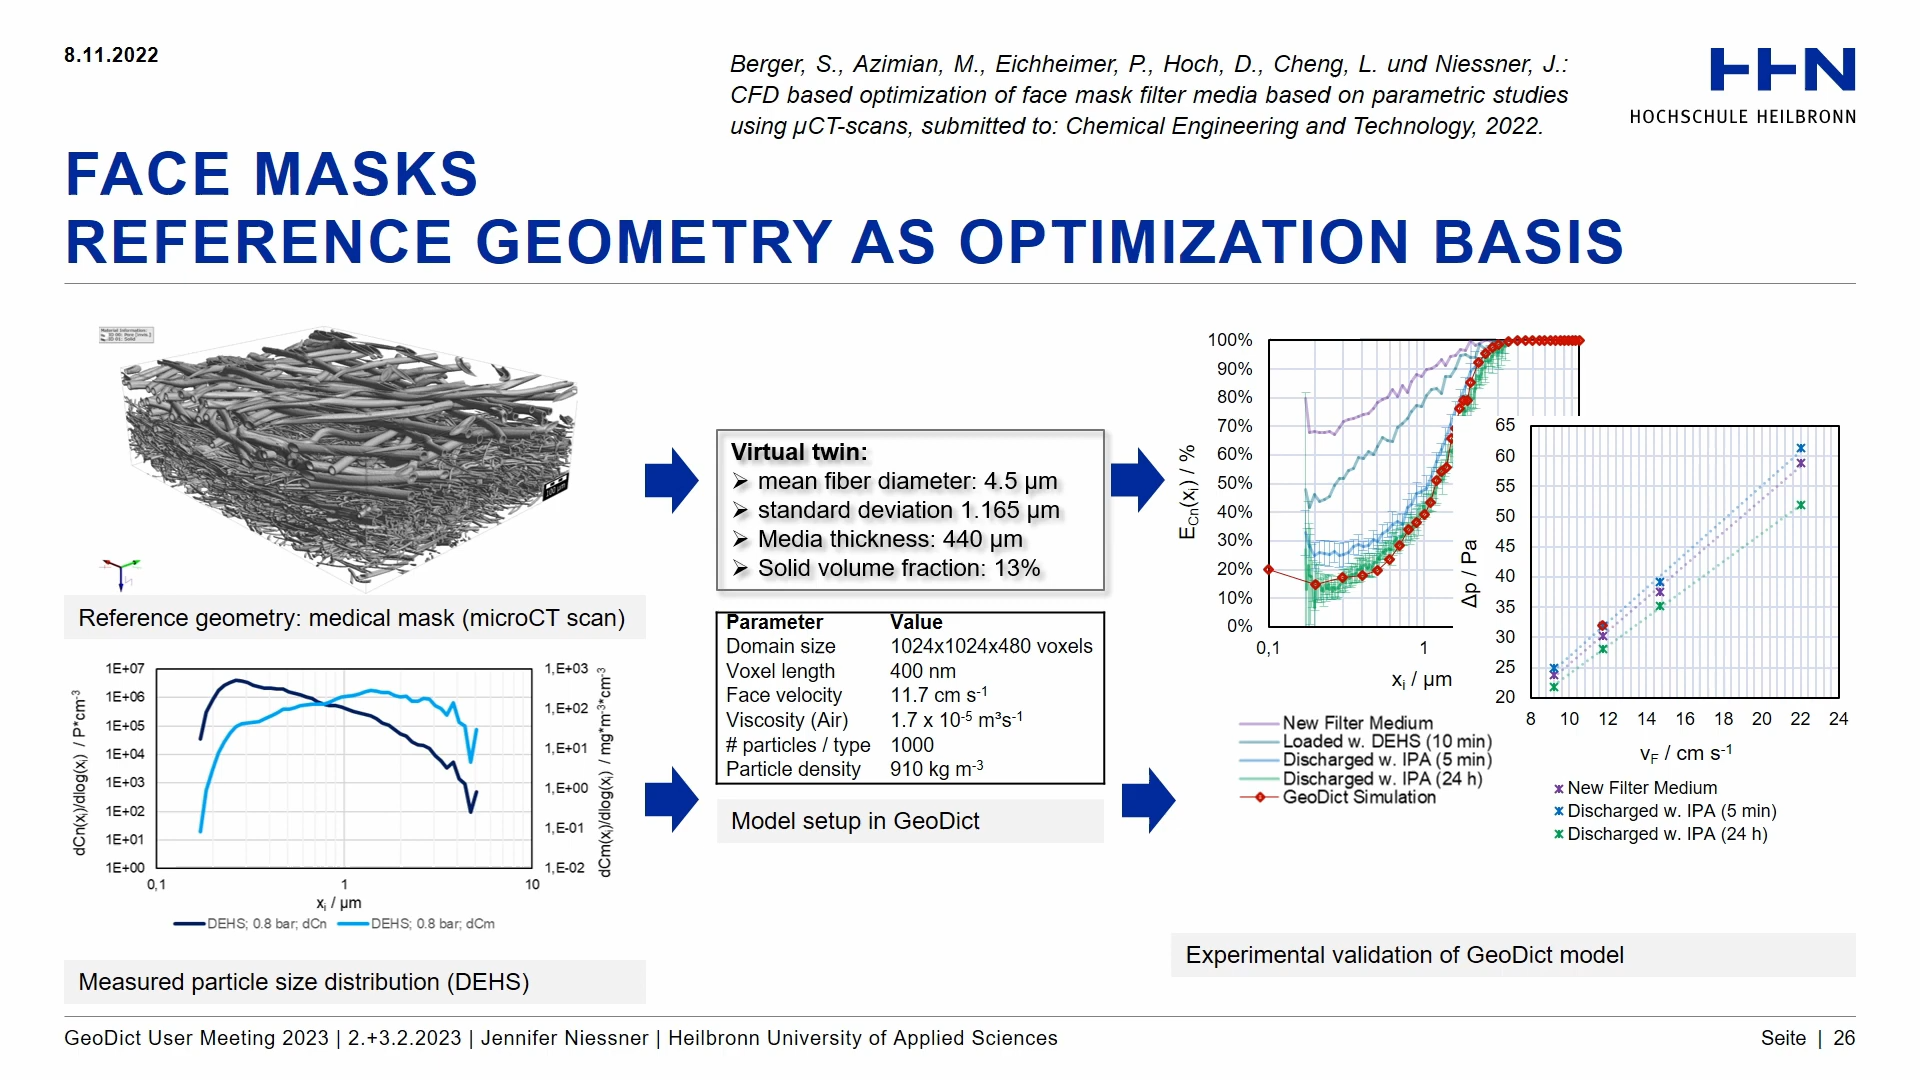 8.11.2022
Berger, S., Azimian, M., Eichheimer, P., Hoch, D., Cheng, L. und Niessner, J.:
CFD based optimization of face mask filter media based on parametric studies
using µCT-scans, submitted to: Chemical Engineering and Technology, 2022.
HHN
HOCHSCHULE HEILBRONN
FACE MASKS
REFERENCE GEOMETRY AS OPTIMIZATION BASIS
Reference geometry: medical mask (microCT scan)
1E+07
1E+06
1E+05
1E+04
1E+03
1E+02
1E+01
1E+00
dCn(xi)/dlog(xi) / P*cm-3
1,E+03
1,E+02
1,E+01
1,E+00
1,E-01
1,E-02
dCm(xi)/dlog(xi) / mg*m-3*cm-3
0,1 1 10
xi / µm
DEHS; 0.8 bar; dCn DEHS; 0.8 bar; dCm
Measured particle size distribution (DEHS)
Virtual twin:
➢ mean fiber diameter: 4.5 µm
➢ standard deviation 1.165 µm
➢ Media thickness: 440 µm
➢ Solid volume fraction: 13%
Parameter Value
Domain size 1024x1024x480 voxels
Voxel length 400 nm
Face velocity 11.7 cm s-1
Viscosity (Air) 1.7 x 10-5 m³s-1
# particles / type 1000
Particle density 910 kg m-3
Model setup in GeoDict
100%
90%
80%
70%
60%
50%
40%
30%
20%
10%
0%
ECn(xi) / %
0,1 1
xi / µm
New Filter Medium
Loaded w. DEHS (10 min)
Discharged w. IPA (5 min)
Discharged w. IPA (24 h)
GeoDict Simulation
65
60
55
50
45
40
35
30
25
20
Δp / Pa
8 10 12 14 16 18 20 22 24
vF / cm s-1
New Filter Medium
Discharged w. IPA (5 min)
Discharged w. IPA (24 h)
Experimental validation of GeoDict model
GeoDict User Meeting 2023 | 2.+3.2.2023 | Jennifer Niessner | Heilbronn University of Applied Sciences
Seite | 26